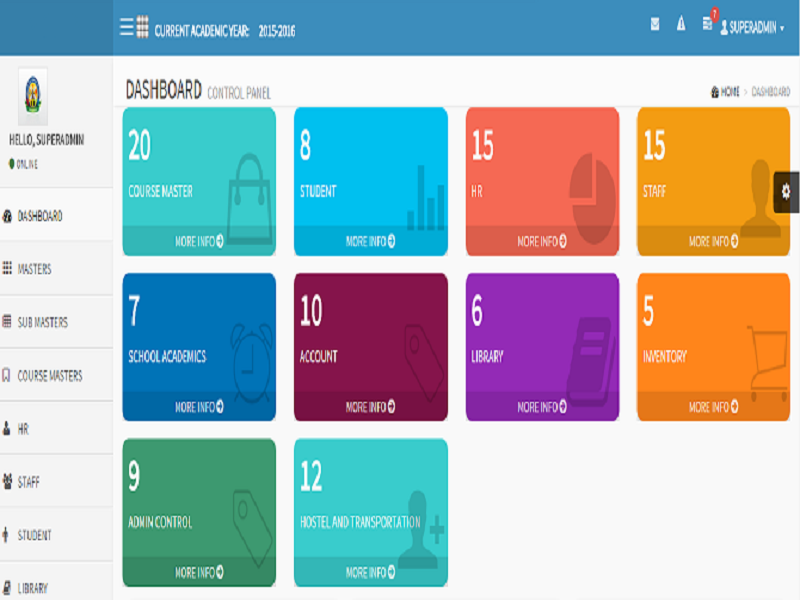 CURRENT ACADEMIC YEAR: 2015-2016
7
SUPERADMIN
HELLO, SUPERADMIN
ONLINE
DASHBOARD
MASTERS
SUB MASTERS
COURSE MASTERS
HR
STAFF
STUDENT
LIBRARY
DASHBOARD CONTROL PANEL
HOME > DASHBOARD
20
COURSE MASTER
MORE INFO
8
STUDENT
MORE INFO
15
HR
MORE INFO
15
STAFF
MORE INFO
7
SCHOOL ACADEMICS
MORE INFO
10
ACCOUNT
MORE INFO
6
LIBRARY
MORE INFO
5
INVENTORY
MORE INFO
9
ADMIN CONTROL
MORE INFO
12
HOSTEL AND TRANSPORTATION
MORE INFO